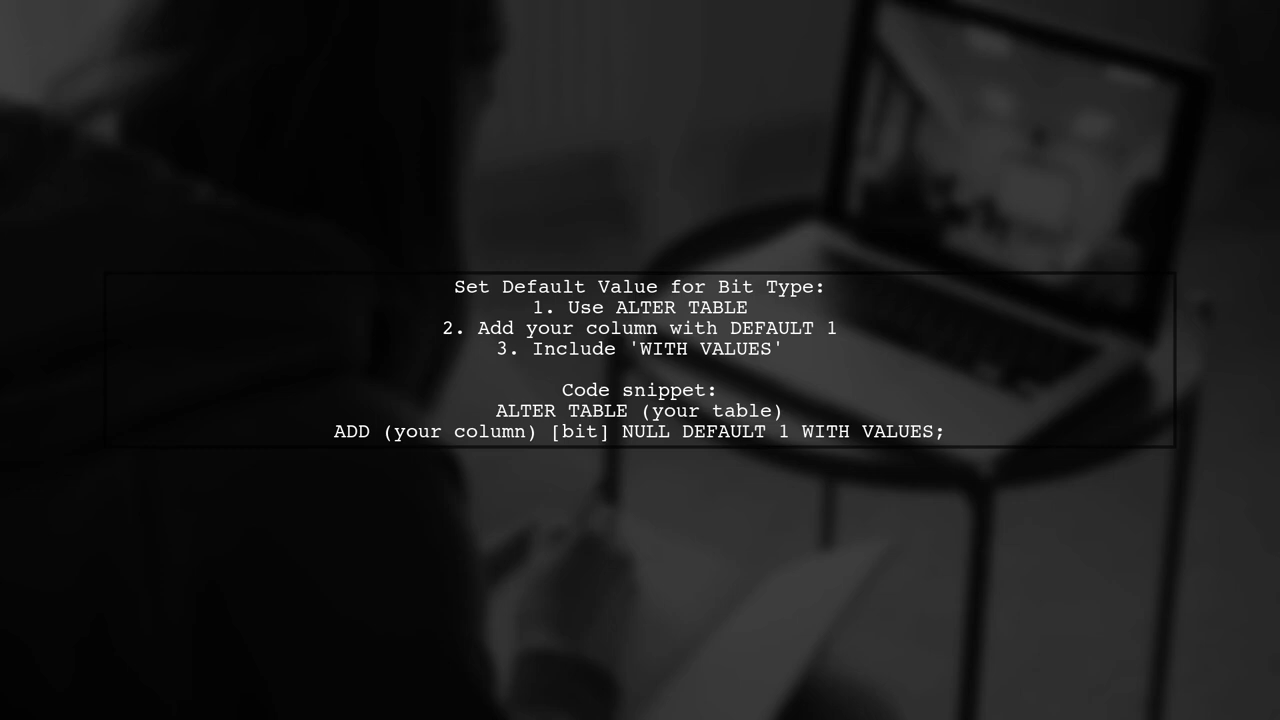 Set Default Value for Bit Type:
1. Use ALTER TABLE
2. Add your column with DEFAULT 1
3. Include 'WITH VALUES'
Code snippet:
ALTER TABLE (your table)
ADD (your column) [bit] NULL DEFAULT 1 WITH VALUES;